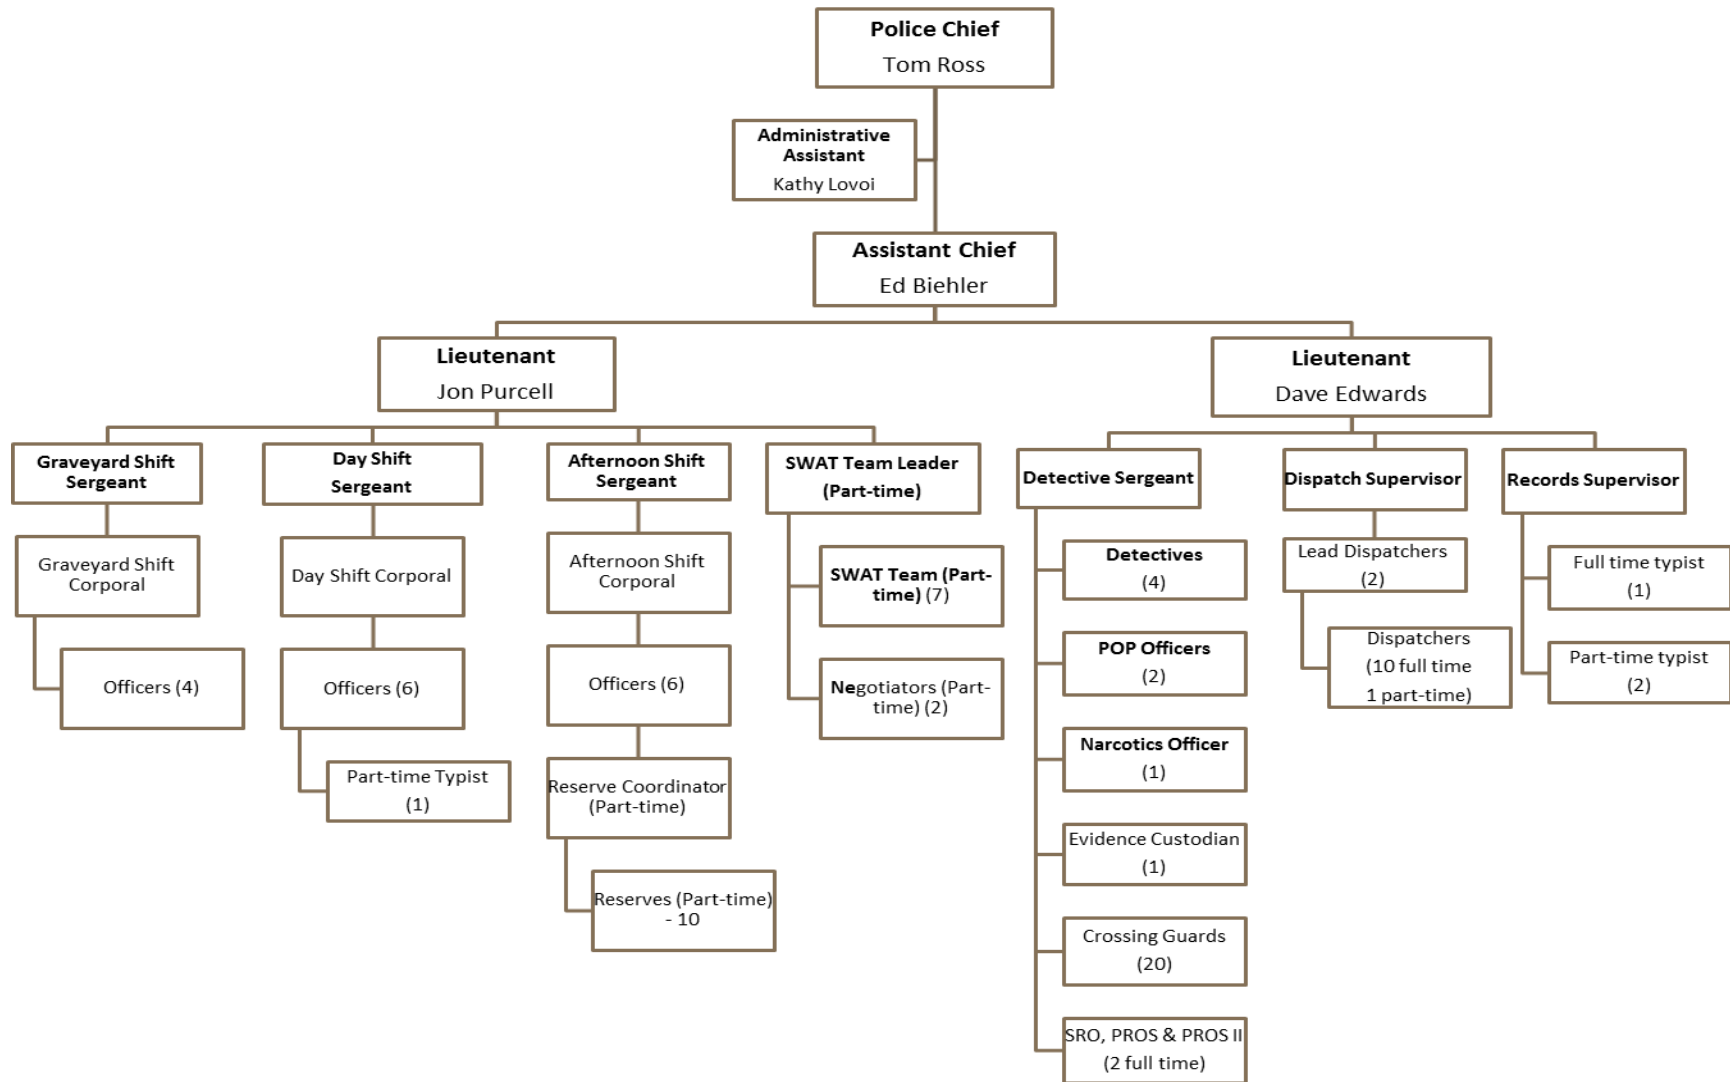 Police Chief
Tom Ross
Administrative
Assistant
Kathy Lovoi
Assistant Chief
Ed Biehler
Lieutenant
Jon Purcell
Lieutenant
Dave Edwards
Graveyard Shift
Sergeant
Graveyard Shift
Corporal
Officers (4)
Day Shift
Sergeant
Day Shift Corporal
Officers (6)
Part-time Typist
(1)
Afternoon Shift
Sergeant
Afternoon Shift
Corporal
Officers (6)
Reserve Coordinator
(Part-time)
Reserves (Part-time)
- 10
SWAT Team Leader
(Part-time)
SWAT Team (Part-
time) (7)
Negotiators (Part-
time) (2)
Detective Sergeant
Detectives
(4)
POP Officers
(2)
Narcotics Officer
(1)
Evidence Custodian
(1)
Crossing Guards
(20)
SRO, PROS & PROS II
(2 full time)
Dispatch Supervisor
Lead Dispatchers
(2)
Dispatchers
(10 full time
1 part-time)
Records Supervisor
Full time typist
(1)
Part-time typist
(2)